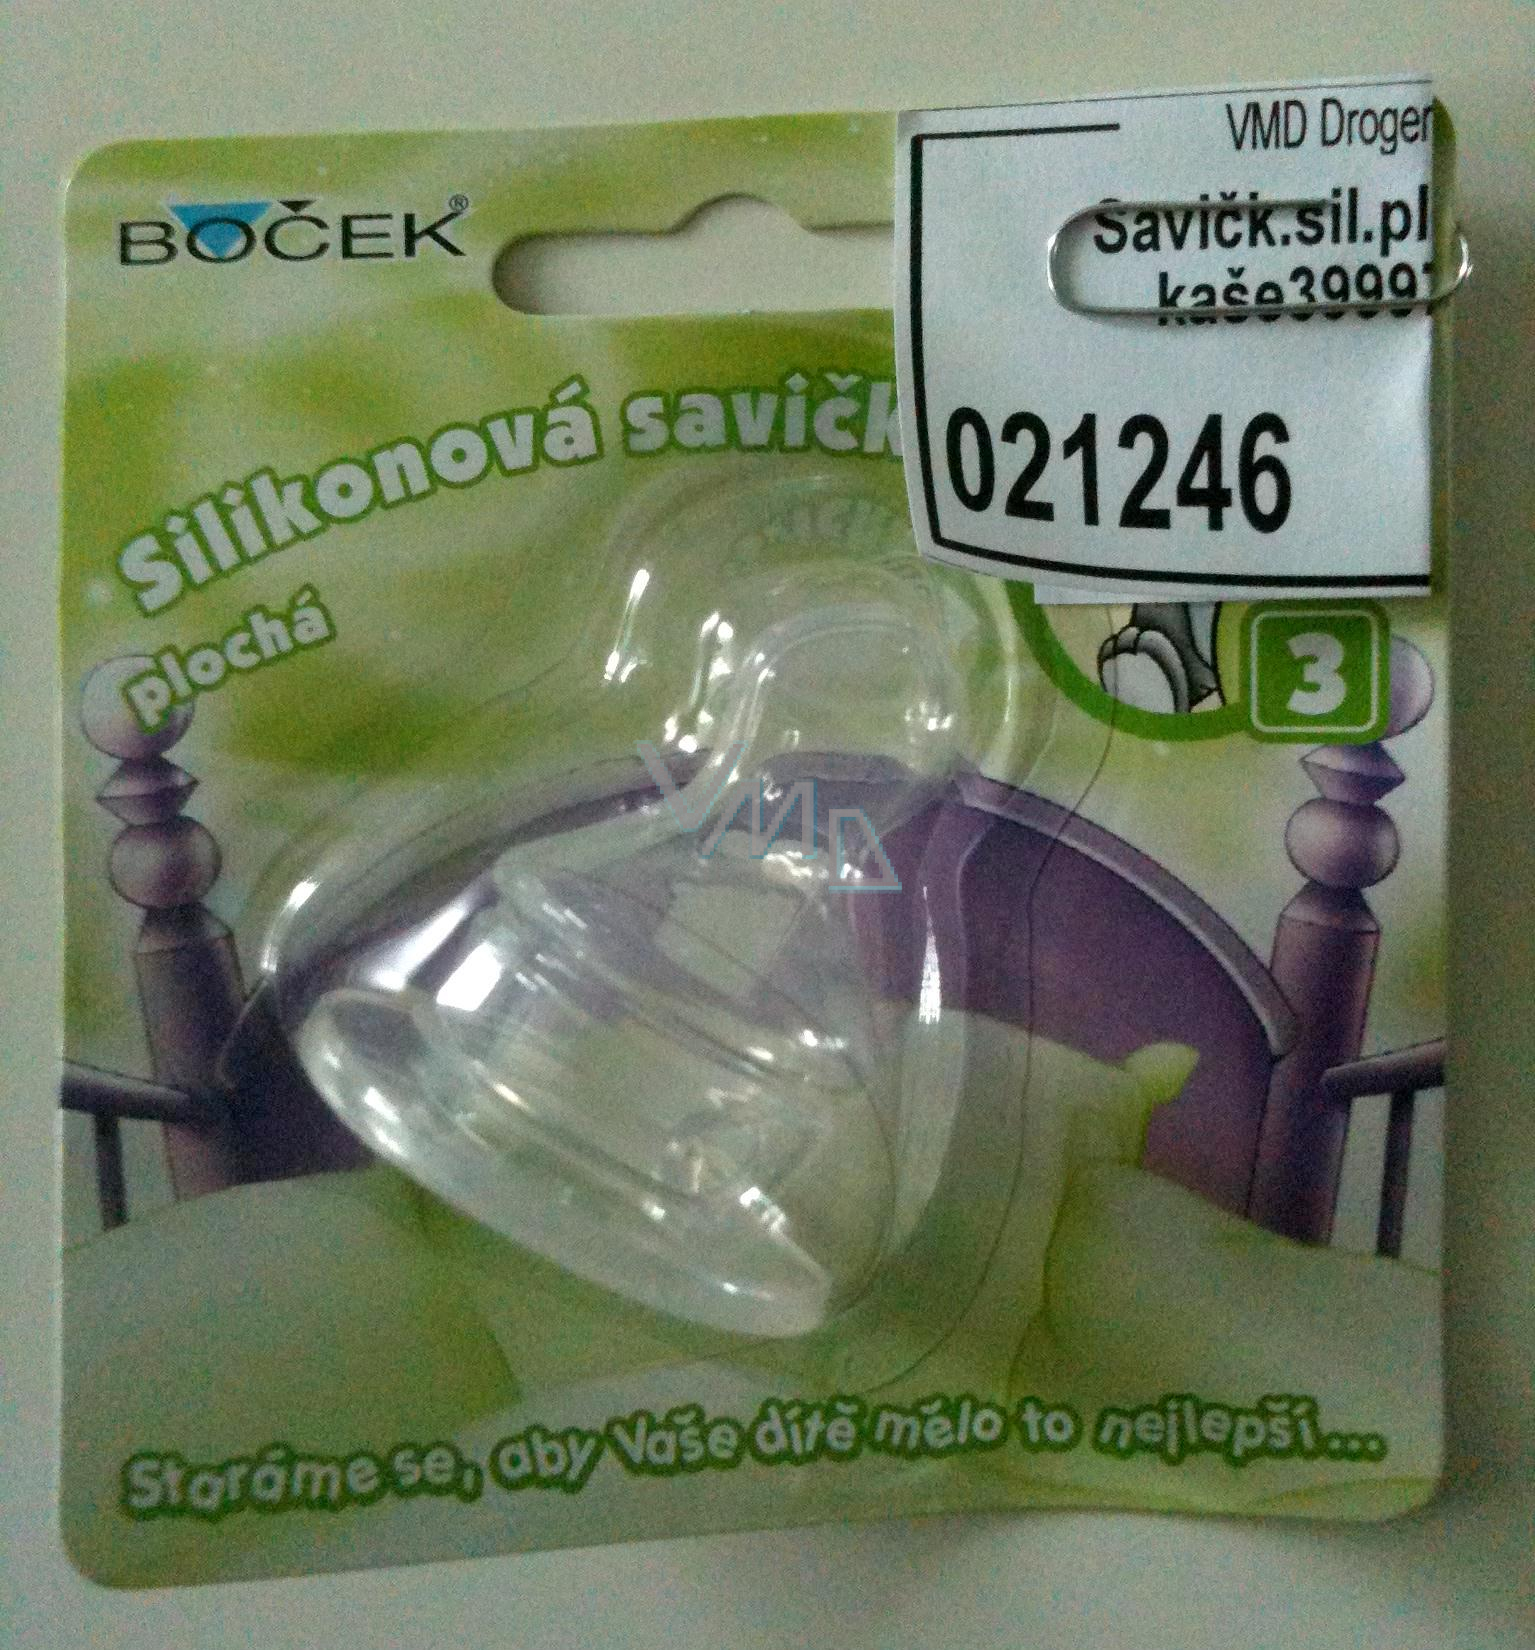 BOČEK®
VMD Droger
Savičk.sil.pl
kaše3999
021246
Silikonová savičk
plochá
3
VMD
Staráme se, aby Vaše dítě mělo to nejlepší...